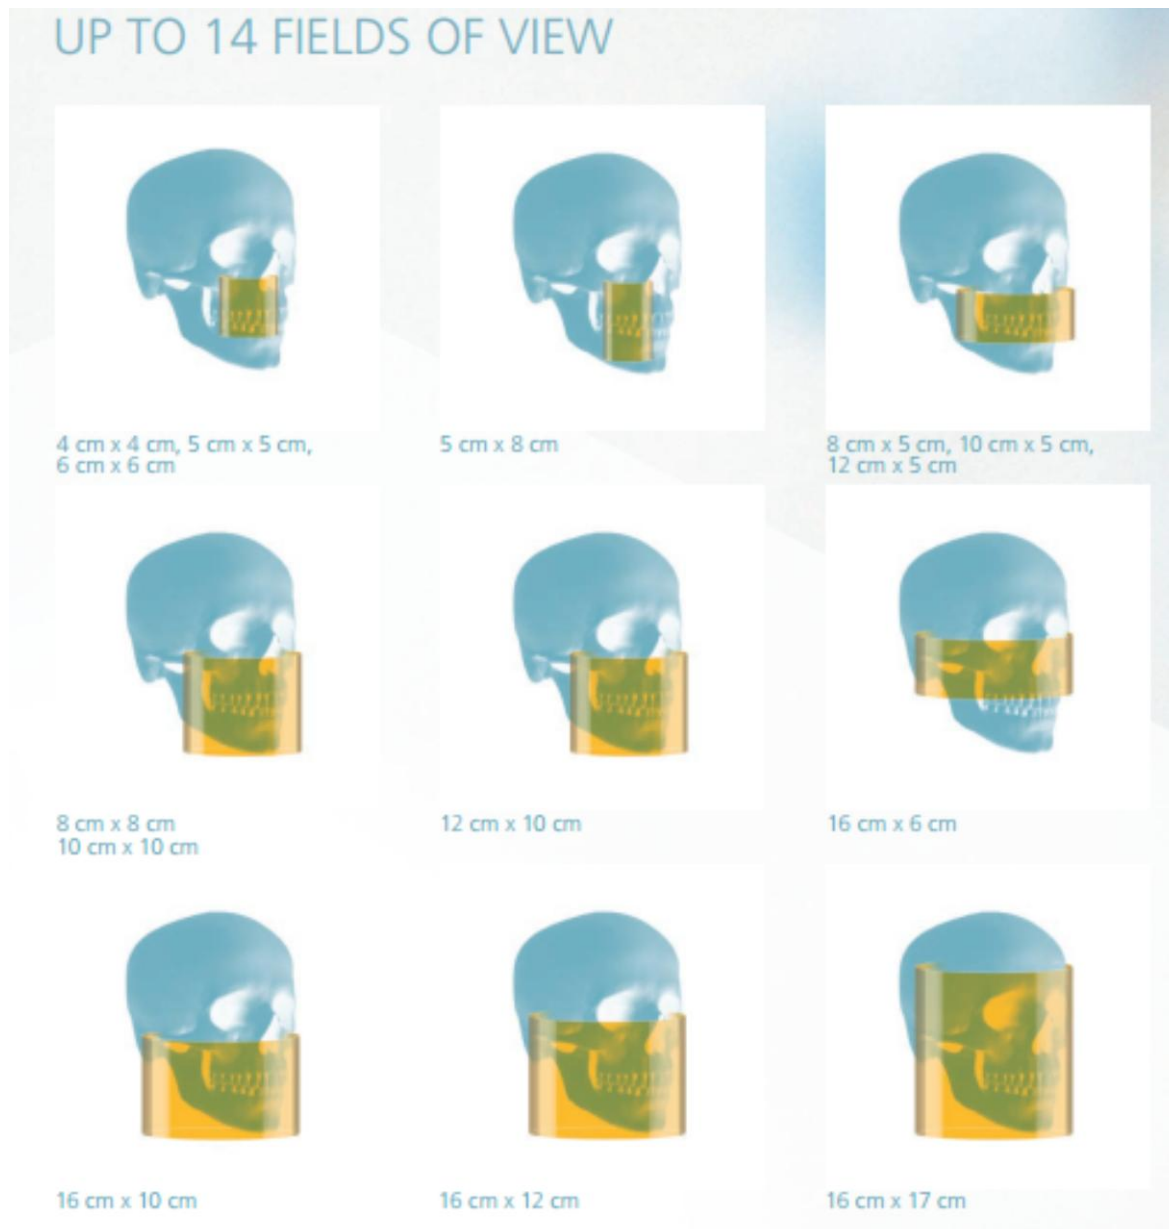 UP TO 14 FIELDS OF VIEW
4 cm x 4 cm, 5 cm x 5 cm,
6 cm x 6 cm
5 cm x 8 cm
8 cm x 5 cm, 10 cm x 5 cm,
12 cm x 5 cm
8 cm x 8 cm
10 cm x 10 cm
12 cm x 10 cm
16 cm x 6 cm
16 cm x 10 cm
16 cm x 12 cm
16 cm x 17 cm